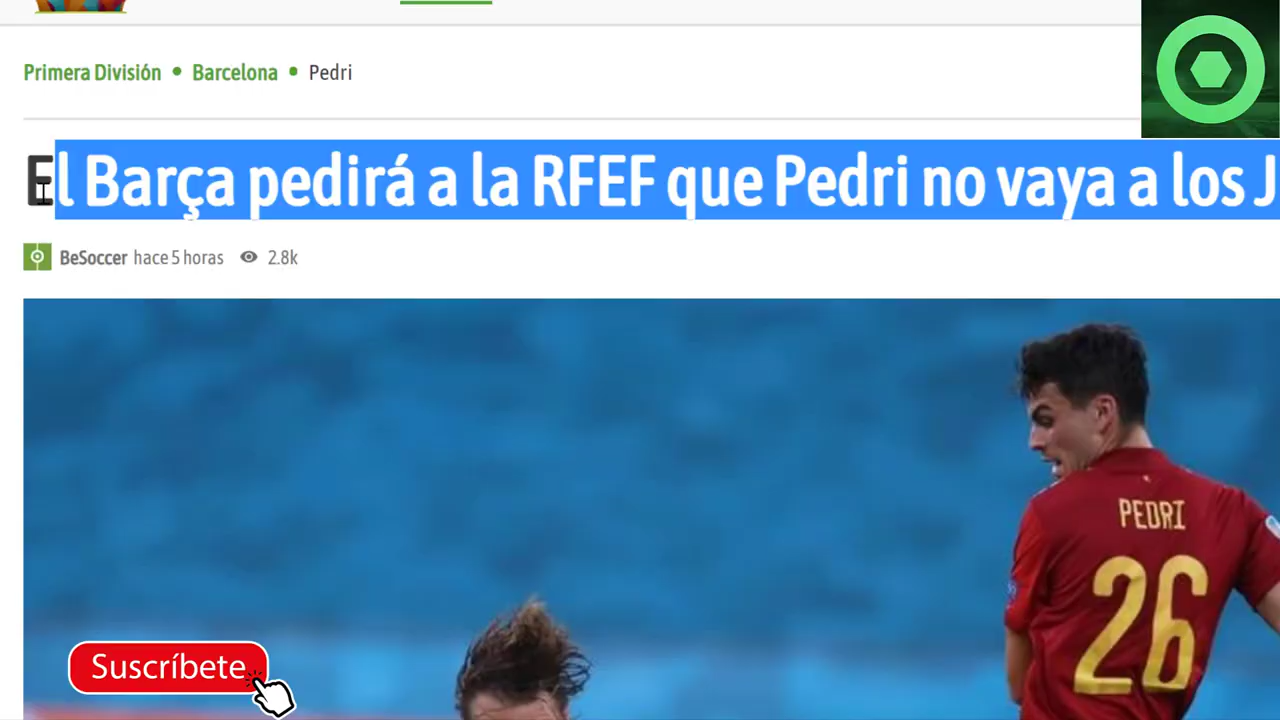 Primera División • Barcelona • Pedri
El Barça pedirá a la RFEF que Pedri no vaya a los J
BeSoccer hace 5 horas 2.8k
PEDRI
26
Suscríbete